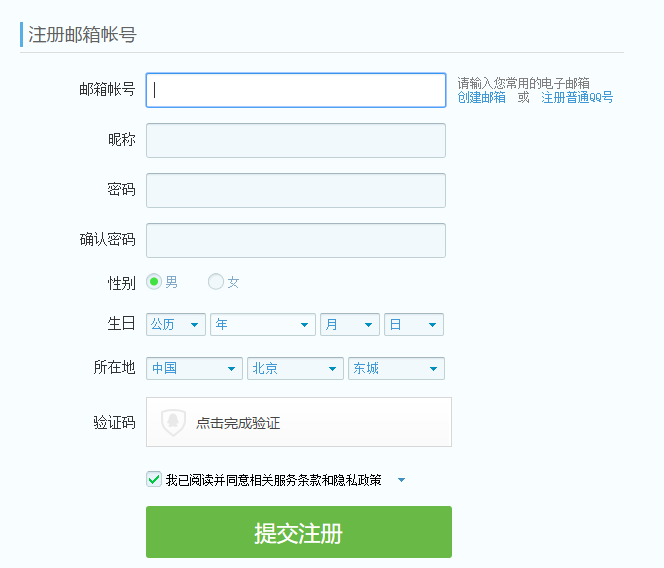 注册邮箱帐号
邮箱帐号
请输入您常用的电子邮箱
创建邮箱 或 注册普通QQ号
昵称
密码
确认密码
性别 男 女
生日 公历 年 月 日
所在地 中国 北京 东城
验证码 点击完成验证
我已阅读并同意相关服务条款和隐私政策
提交注册